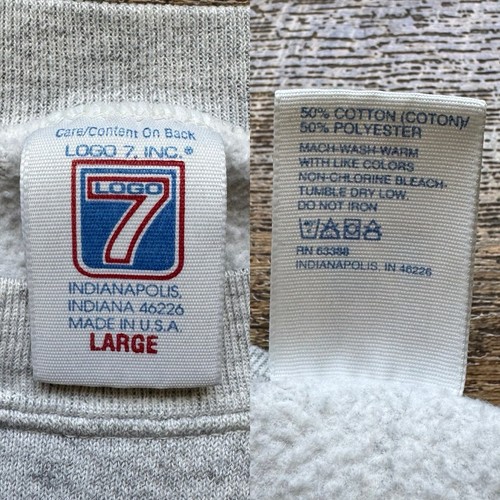 Care/Content On Back
LOGO 7, INC.®
LOGO
7
INDIANAPOLIS,
INDIANA 46226
MADE IN U.S.A
LARGE
50% COTTON (COTON)/
50% POLYESTER
MACH WASH WARM
WITH LIKE COLORS
NON-CHLORINE BLEACH-
TUMBLE DRY LOW.
DO NOT IRON
RN 63388
INDIANAPOLIS, IN 46226